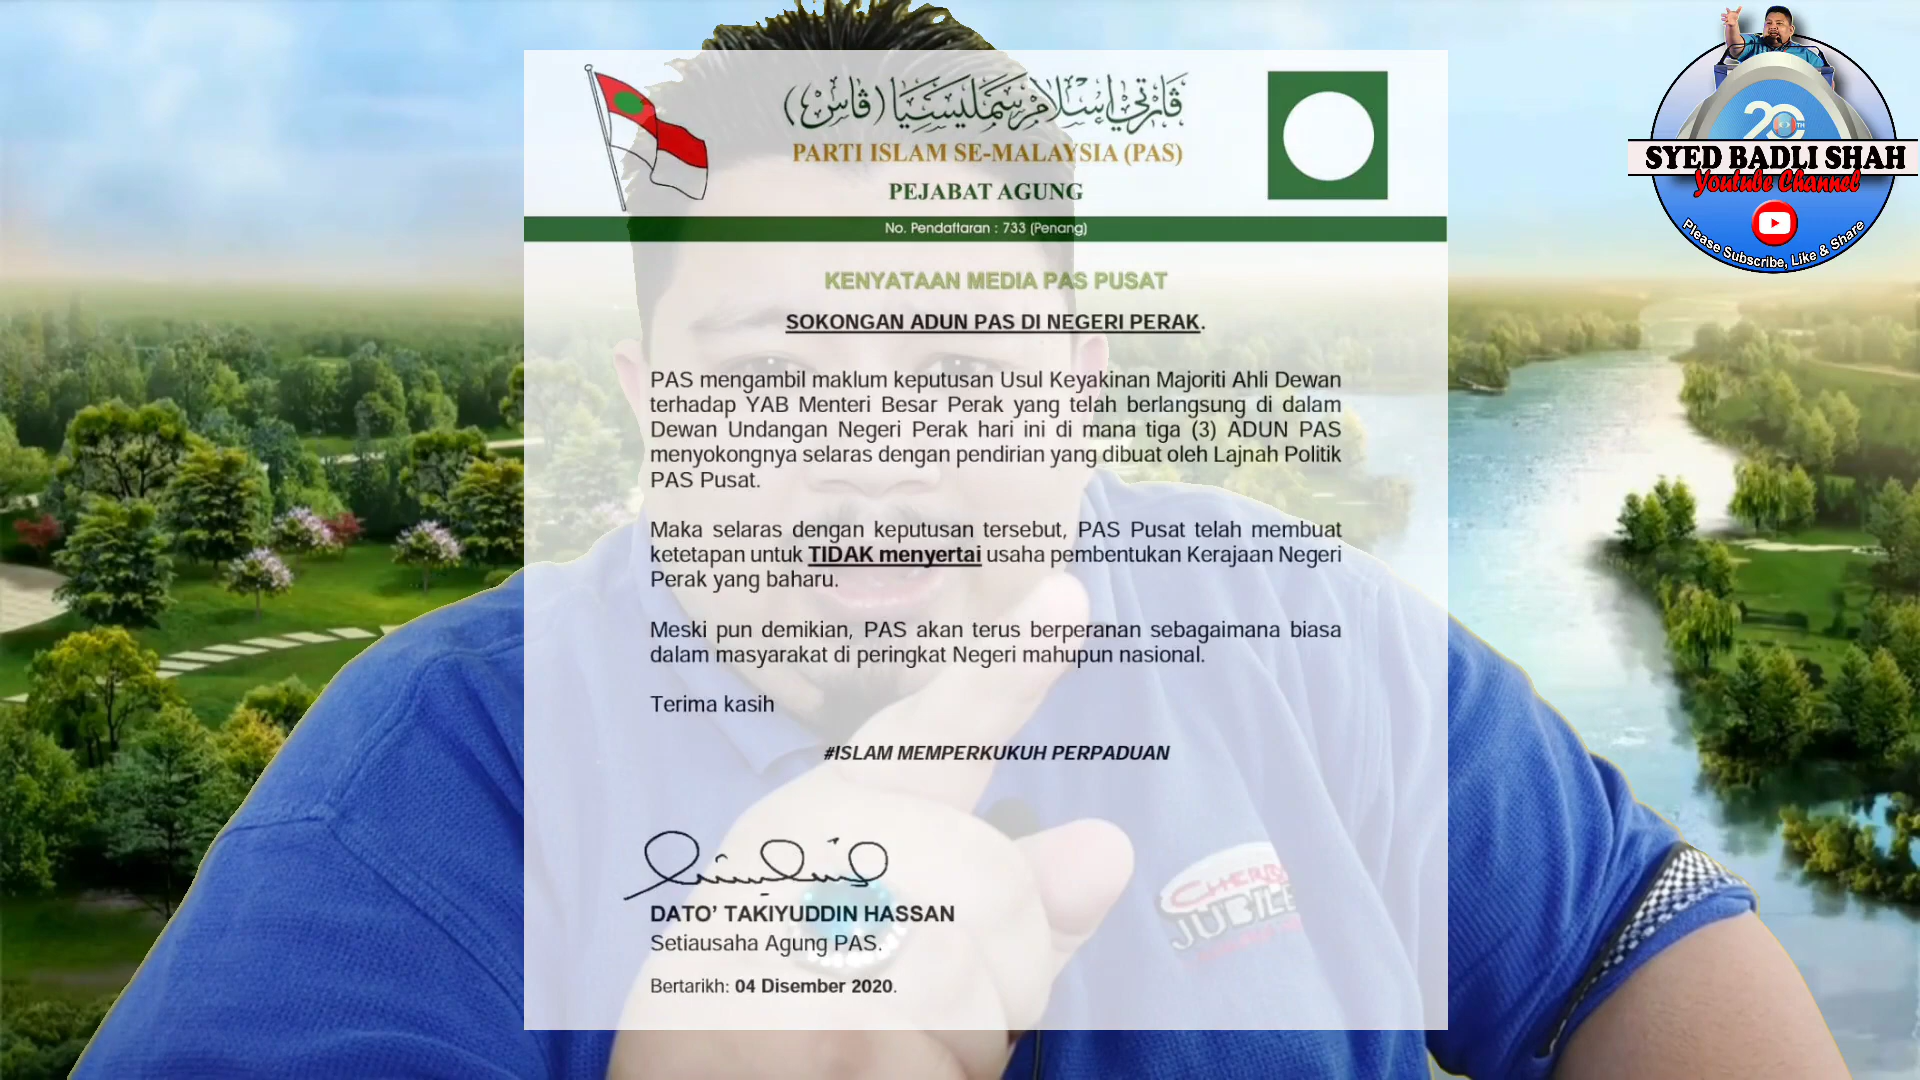 ڤارتي إسلام سمليسيا (ڤاس)
PARTI ISLAM SE-MALAYSIA (PAS)
PEJABAT AGUNG
No. Pendaftaran : 733 (Penang)
KENYATAAN MEDIA PAS PUSAT
SOKONGAN ADUN PAS DI NEGERI PERAK.
PAS mengambil maklum keputusan Usul Keyakinan Majoriti Ahli Dewan
terhadap YAB Menteri Besar Perak yang telah berlangsung di dalam
Dewan Undangan Negeri Perak hari ini di mana tiga (3) ADUN PAS
menyokongnya selaras dengan pendirian yang dibuat oleh Lajnah Politik
PAS Pusat.
Maka selaras dengan keputusan tersebut, PAS Pusat telah membuat
ketetapan untuk TIDAK menyertai usaha pembentukan Kerajaan Negeri
Perak yang baharu.
Meski pun demikian, PAS akan terus berperanan sebagaimana biasa
dalam masyarakat di peringkat Negeri mahupun nasional.
Terima kasih
#ISLAM MEMPERKUKUH PERPADUAN
DATO’ TAKIYUDDIN HASSAN
Setiausaha Agung PAS.
Bertarikh: 04 Disember 2020.
20TH
SYED BADLI SHAH
Youtube Channel
Please Subscribe, Like & Share